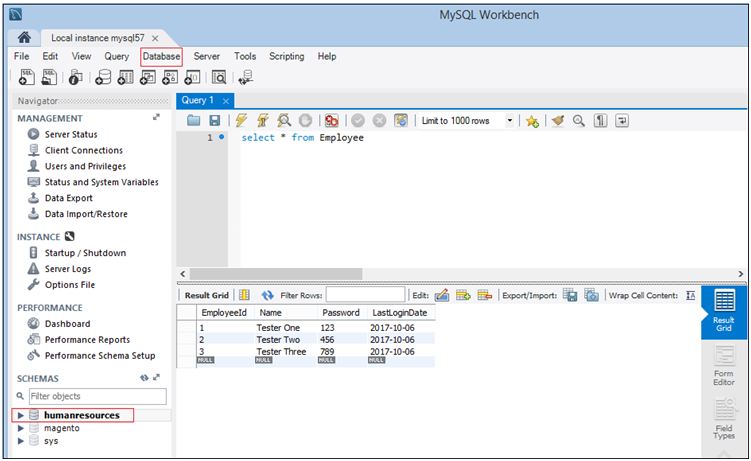 MySQL Workbench
Local instance mysql57 ×
File Edit View Query Database Server Tools Scripting Help
Navigator
MANAGEMENT
Server Status
Client Connections
Users and Privileges
Status and System Variables
Data Export
Data Import/Restore
INSTANCE
Startup / Shutdown
Server Logs
Options File
PERFORMANCE
Dashboard
Performance Reports
Performance Schema Setup
SCHEMAS
Filter objects
humanresources
magento
sys
Query 1 ×
Limit to 1000 rows
1 select * from Employee
Result Grid Filter Rows: Edit: Export/Import: Wrap Cell Content: IA
EmployeeId Name Password LastLoginDate
1 Tester One 123 2017-10-06
2 Tester Two 456 2017-10-06
3 Tester Three 789 2017-10-06
NULL NULL NULL NULL
Result
Grid
Form
Editor
Field
Types